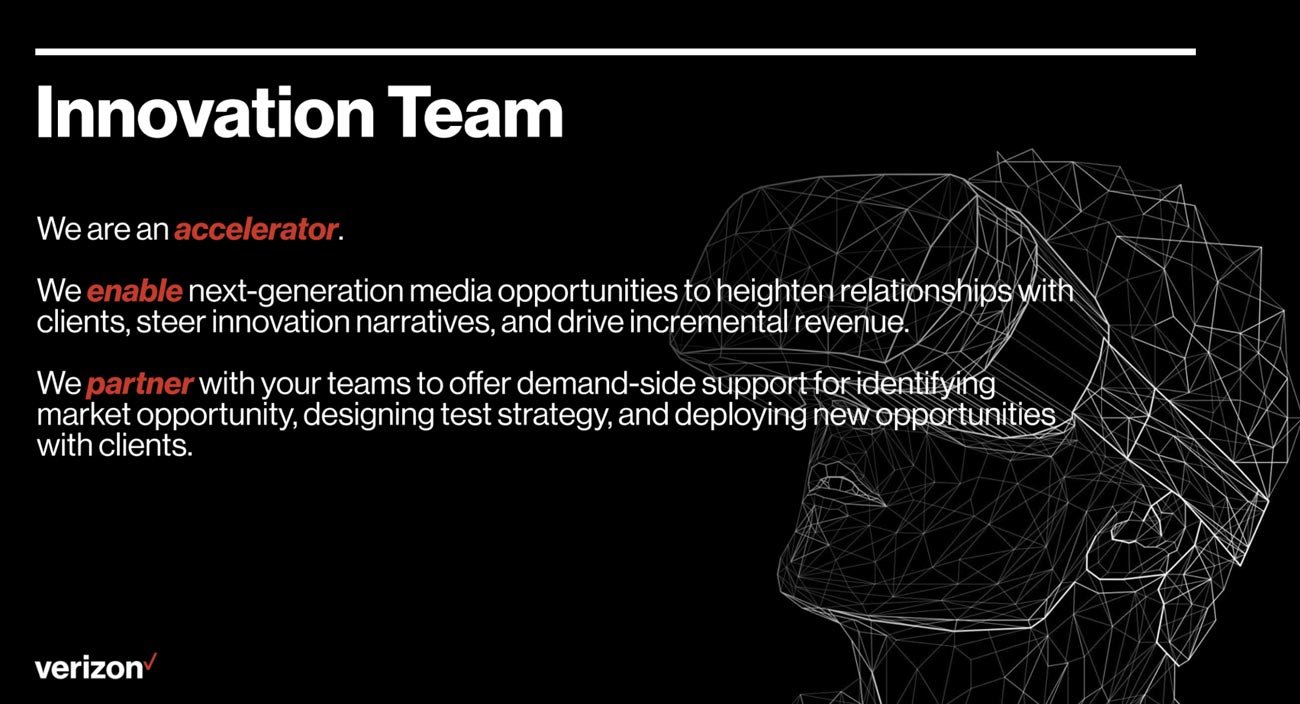 Innovation Team
We are an accelerator.
We enable next-generation media opportunities to heighten relationships with
clients, steer innovation narratives, and drive incremental revenue.
We partner with your teams to offer demand-side support for identifying
market opportunity, designing test strategy, and deploying new opportunities
with clients.
verizon✓